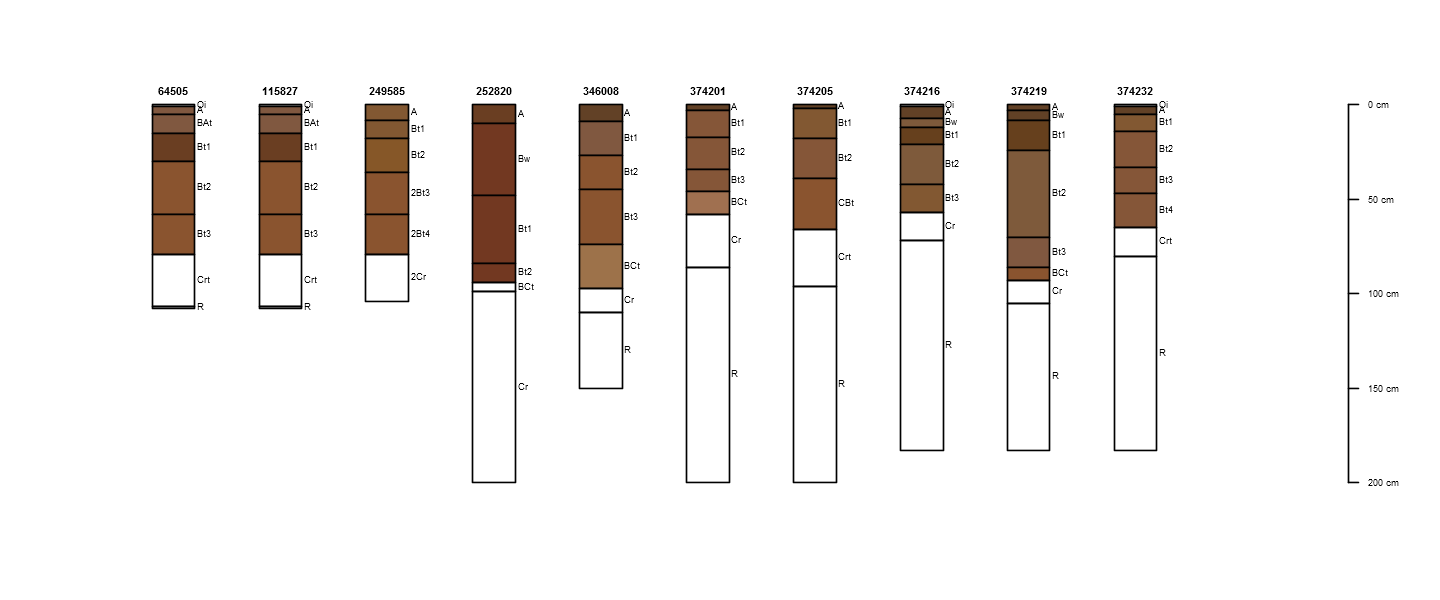 64505 115827 249585 252820 346008 374201 374205 374216 374219 374232
Oi
A
BAt
Bt1
Bt2
Bt3
Crt
R
Oi
A
BAt
Bt1
Bt2
Bt3
Crt
R
A
Bt1
Bt2
2Bt3
2Bt4
2Cr
A
Bw
Bt1
Bt2
BCt
Cr
A
Bt1
Bt2
Bt3
BCt
Cr
R
A
Bt1
Bt2
Bt3
BCt
Cr
R
A
Bt1
Bt2
CBt
Crt
R
Oi
A
Bw
Bt1
Bt2
Bt3
Cr
R
A
Bw
Bt1
Bt2
Bt3
BCt
Cr
R
Oi
A
Bt1
Bt2
Bt3
Bt4
Crt
R
0 cm
50 cm
100 cm
150 cm
200 cm